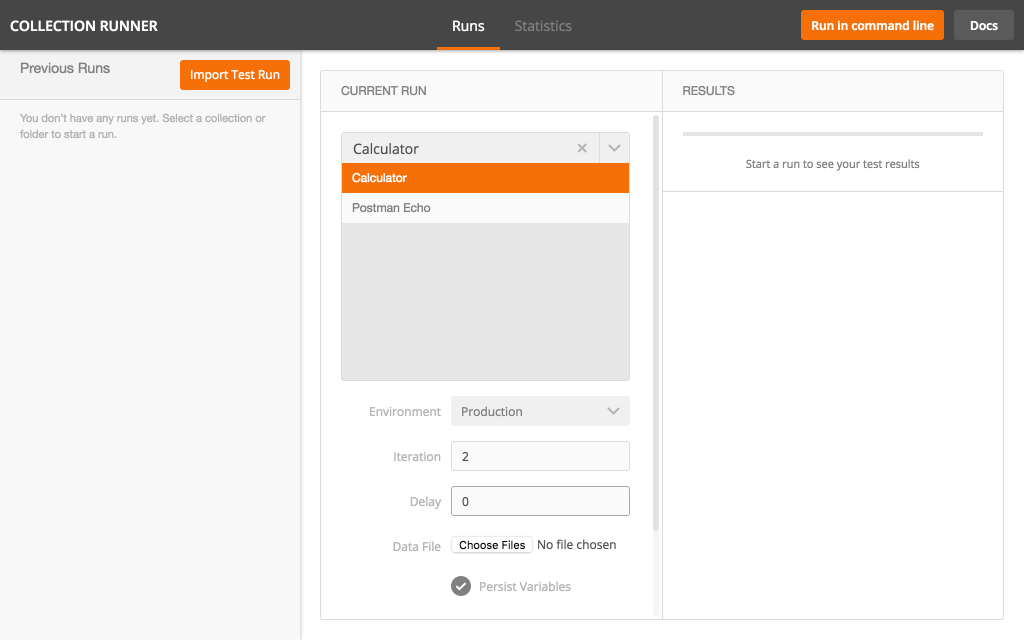 COLLECTION RUNNER
Runs
Statistics
Run in command line
Docs
Previous Runs
Import Test Run
You don't have any runs yet. Select a collection or
folder to start a run.
CURRENT RUN
Calculator
Calculator
Postman Echo
Environment
Production
Iteration
2
Delay
0
Data File
Choose Files
No file chosen
Persist Variables
RESULTS
Start a run to see your test results